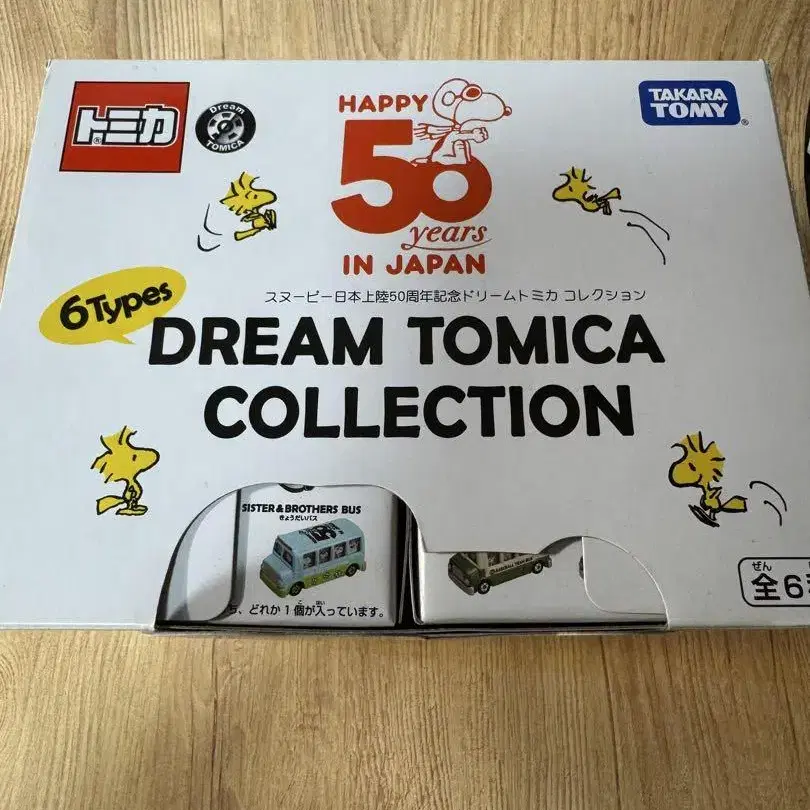 トミカ
Dream
TOMICA
HAPPY
50
years
IN JAPAN
TAKARA
TOMY
スヌーピー日本上陸50周年記念ドリームトミカ コレクション
6Types
DREAM TOMICA
COLLECTION
SISTER & BROTHERS BUS
きょうだいバス
どれか1個が入っています。
こ はい
ぜん
全6